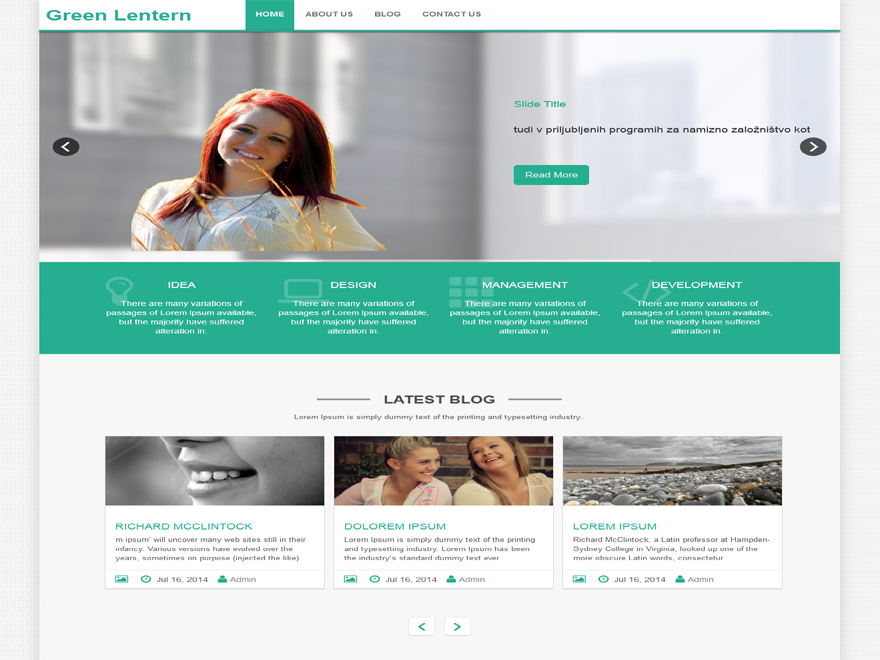 Green Lentern
HOME ABOUT US BLOG CONTACT US
Slide Title
tudi v priljubljenih programih za namizno založništvo kot
Read More
IDEA
There are many variations of
passages of Lorem Ipsum available,
but the majority have suffered
alteration in.
DESIGN
There are many variations of
passages of Lorem Ipsum available,
but the majority have suffered
alteration in.
MANAGEMENT
There are many variations of
passages of Lorem Ipsum available,
but the majority have suffered
alteration in.
DEVELOPMENT
There are many variations of
passages of Lorem Ipsum available,
but the majority have suffered
alteration in.
LATEST BLOG
Lorem Ipsum is simply dummy text of the printing and typesetting industry..
RICHARD MCCLINTOCK
m ipsum' will uncover many web sites still in their
infancy. Various versions have evolved over the
years, sometimes on purpose (injected the like)
Jul 16, 2014 Admin
DOLOREM IPSUM
Lorem Ipsum is simply dummy text of the printing
and typesetting industry. Lorem Ipsum has been
the industry's standard dummy text ever
Jul 16, 2014 Admin
LOREM IPSUM
Richard McClintock, a Latin professor at Hampden-
Sydney College in Virginia, looked up one of the
more obscure Latin words, consectetur
Jul 16, 2014 Admin